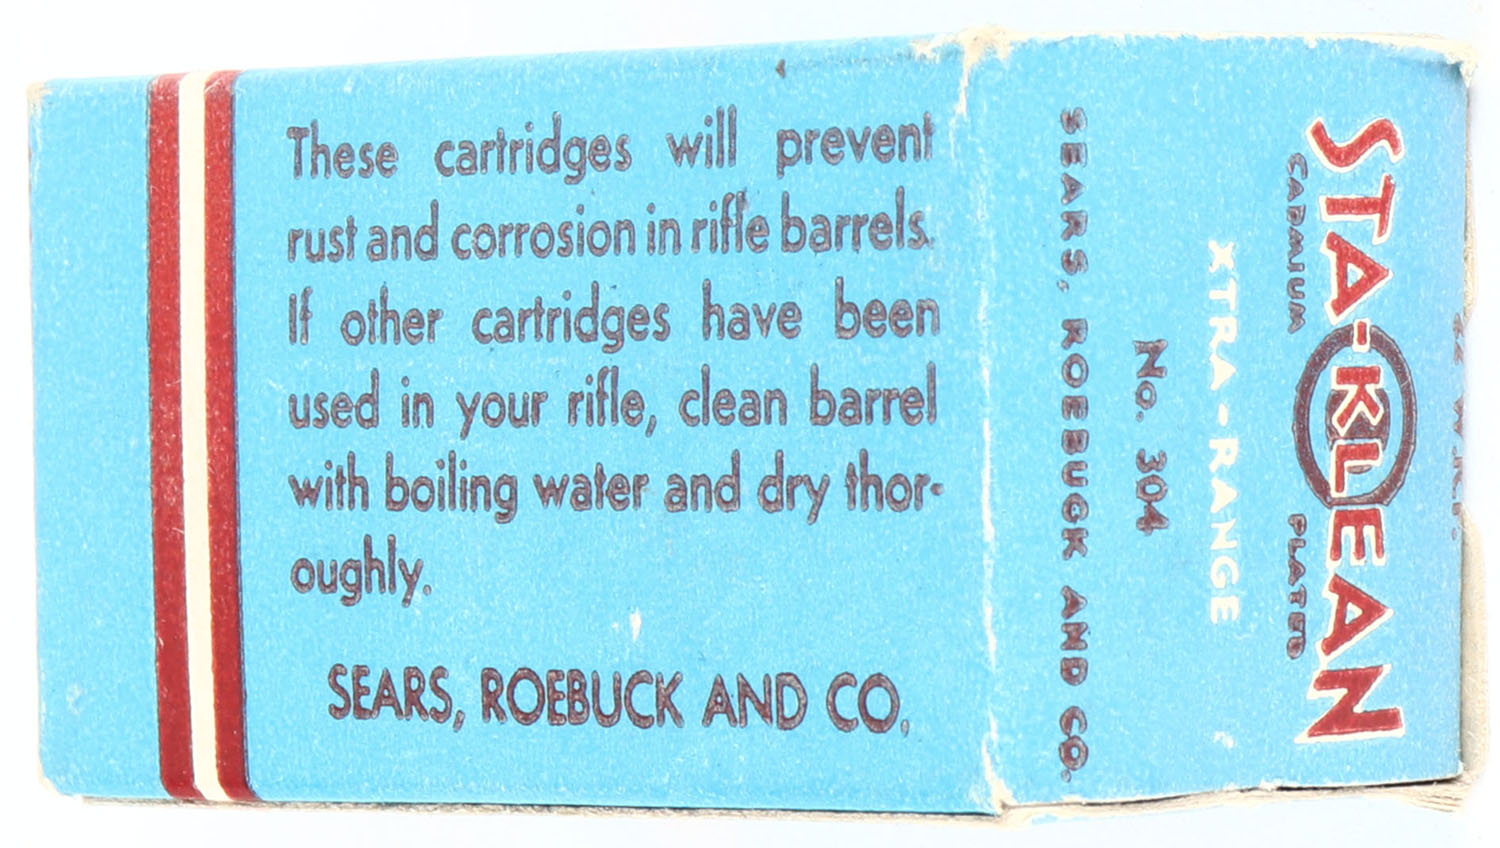 These cartridges will prevent
rust and corrosion in rifle barrels.
If other cartridges have been
used in your rifle, clean barrel
with boiling water and dry thor-
oughly.
SEARS, ROEBUCK AND CO.
STA-KLEAN
CADMIUM PLATED
XTRA-RANGE
No. 304
SEARS, ROEBUCK AND CO.